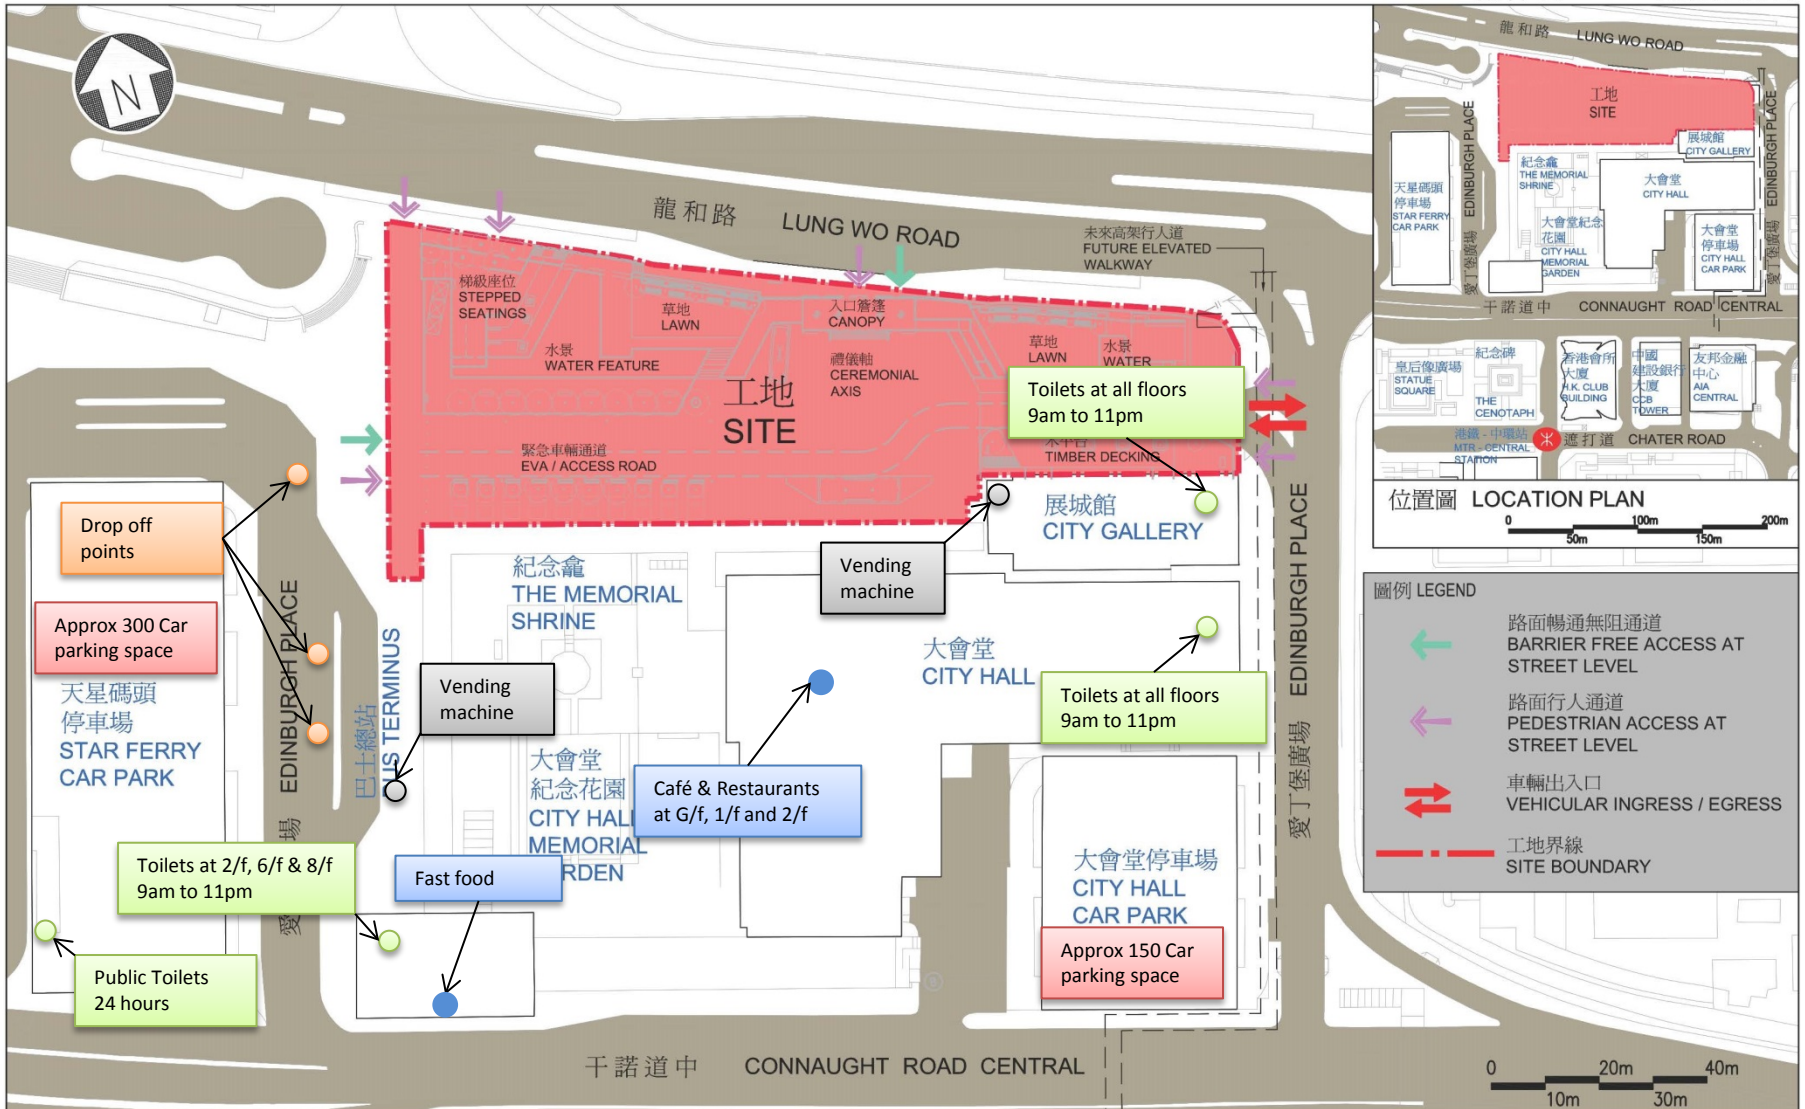 N
龍和路 LUNG WO ROAD
未來高架行人道
FUTURE ELEVATED
WALKWAY
梯級座位
STEPPED
SEATINGS
草地
LAWN
入口簷篷
CANOPY
水景
WATER FEATURE
禮儀軸
CEREMONIAL
AXIS
草地
LAWN
水景
WATER
工地
SITE
Toilets at all floors
9am to 11pm
緊急車輛通道
EVA / ACCESS ROAD
TIMBER DECKING
Drop off
points
展城館
CITY GALLERY
Vending
machine
紀念龕
THE MEMORIAL
SHRINE
Approx 300 Car
parking space
天星碼頭
停車場
STAR FERRY
CAR PARK
EDINBURGH PLACE
巴士總站
BUS TERMINUS
Vending
machine
大會堂
CITY HALL
Toilets at all floors
9am to 11pm
大會堂
紀念花園
CITY HALL
MEMORIAL
Café & Restaurants
at G/f, 1/f and 2/f
愛丁堡廣場 EDINBURGH PLACE
Toilets at 2/f, 6/f & 8/f
9am to 11pm
Fast food
大會堂停車場
CITY HALL
CAR PARK
Approx 150 Car
parking space
Public Toilets
24 hours
干諾道中 CONNAUGHT ROAD CENTRAL
0 20m 40m
10m 30m
龍和路 LUNG WO ROAD
工地
SITE
EDINBURGH PLACE
愛丁堡廣場
展城館
CITY GALLERY
紀念龕
THE MEMORIAL
SHRINE
大會堂
CITY HALL
天星碼頭
停車場
STAR FERRY
CAR PARK
大會堂紀念
花園
CITY HALL
MEMORIAL
GARDEN
大會堂
停車場
CITY HALL
CAR PARK
EDINBURGH PLACE
愛丁堡廣場
干諾道中 CONNAUGHT ROAD CENTRAL
皇后像廣場
STATUE
SQUARE
紀念碑
THE
CENOTAPH
香港會所
大廈
H.K. CLUB
BUILDING
中國
建設銀行
大廈
CCB
TOWER
友邦金融
中心
AIA
CENTRAL
港鐵 - 中環站
MTR - CENTRAL
STATION
遮打道 CHATER ROAD
位置圖 LOCATION PLAN
0 100m 200m
50m 150m
圖例 LEGEND
路面暢通無阻通道
BARRIER FREE ACCESS AT
STREET LEVEL
路面行人通道
PEDESTRIAN ACCESS AT
STREET LEVEL
車輛出入口
VEHICULAR INGRESS / EGRESS
工地界線
SITE BOUNDARY